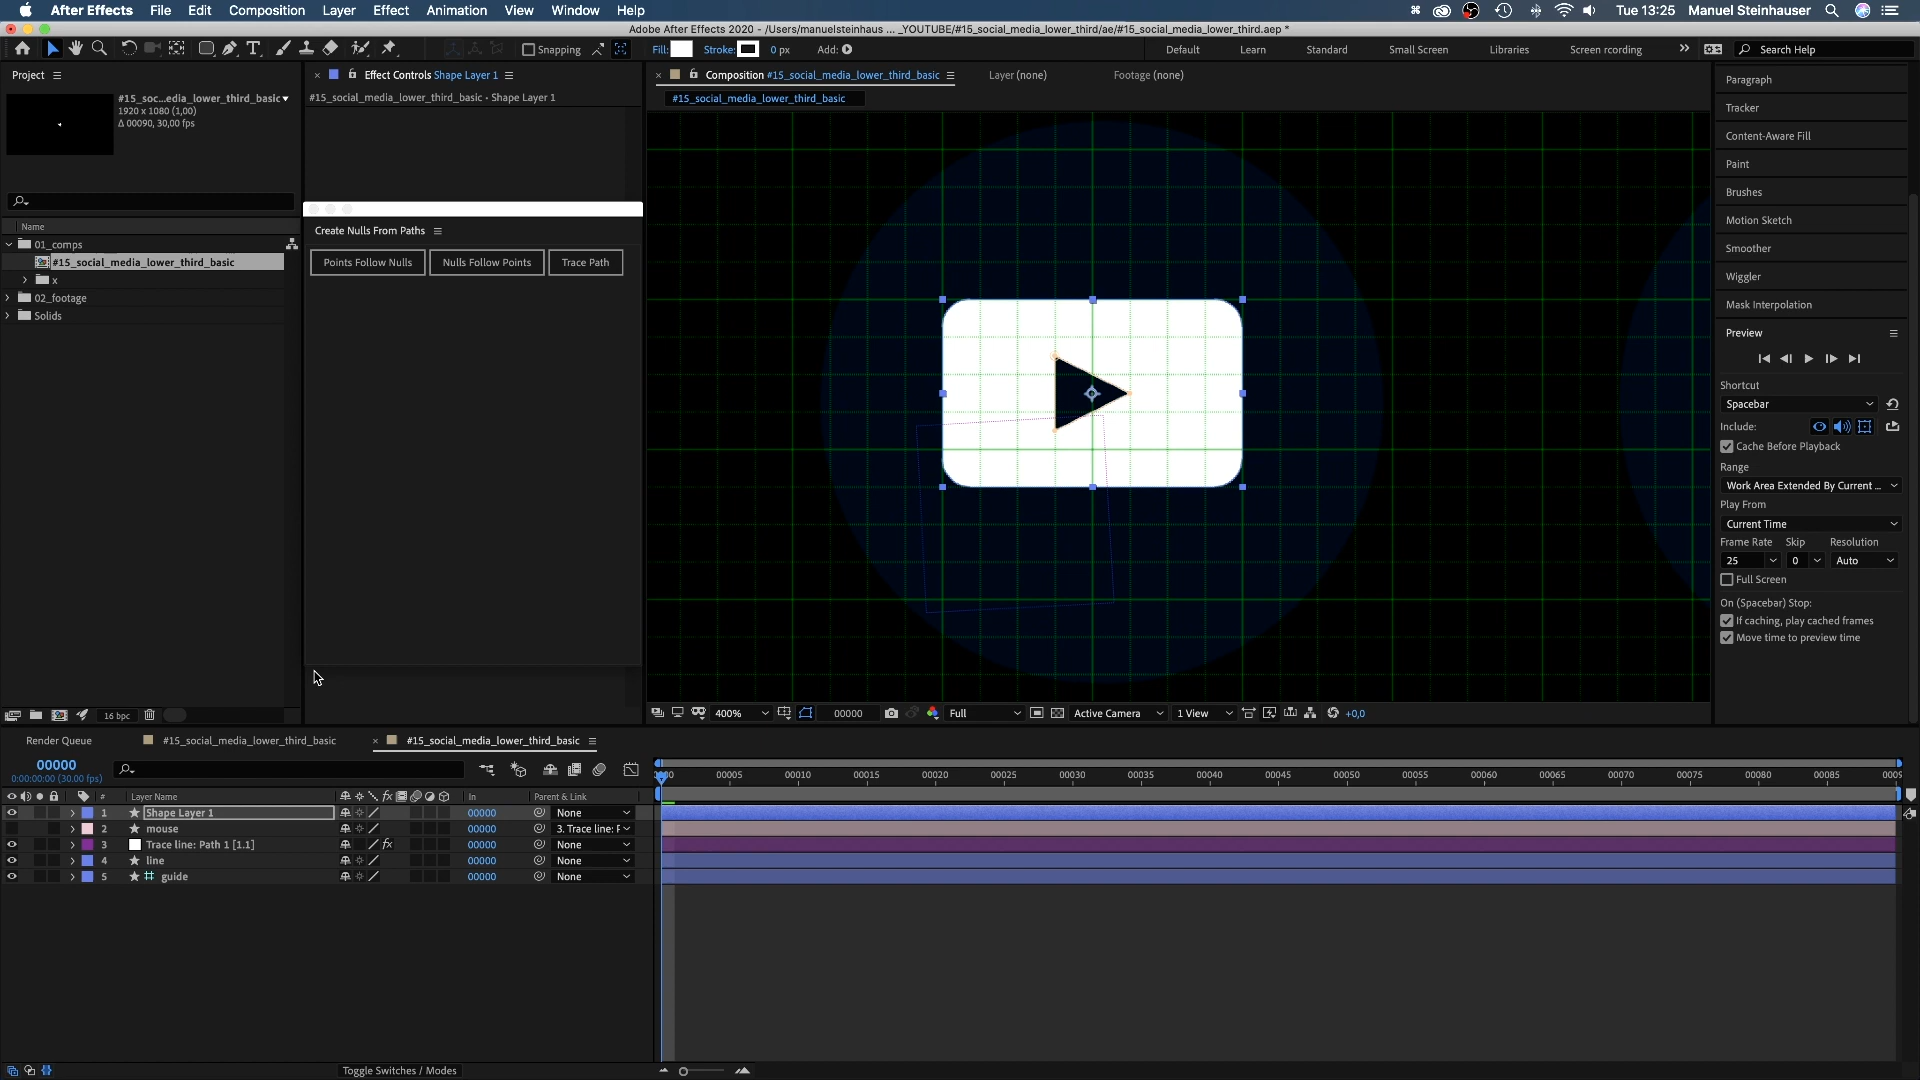 After Effects File Edit Composition Layer Effect Animation View Window Help
Tue 13:25 Manuel Steinhauser
Adobe After Effects 2020 - /Users/manuelsteinhaus ... _YOUTUBE/#15_social_media_lower_third/ae/#15_social_media_lower_third.aep *
Snapping Fill: Stroke: 0 px Add: Default Learn Standard Small Screen Libraries Screen rcording Search Help
Project
Effect Controls Shape Layer 1
Composition #15_social_media_lower_third_basic
Layer (none)
Footage (none)
#15_soc...edia_lower_third_basic
1920 x 1080 (1,00)
Δ 00090, 30,00 fps
#15_social_media_lower_third_basic • Shape Layer 1
#15_social_media_lower_third_basic
Name
01_comps
#15_social_media_lower_third_basic
x
02_footage
Solids
Create Nulls From Paths
Points Follow Nulls Nulls Follow Points Trace Path
Paragraph
Tracker
Content-Aware Fill
Paint
Brushes
Motion Sketch
Smoother
Wiggler
Mask Interpolation
Preview
Shortcut
Spacebar
Include:
Cache Before Playback
Range
Work Area Extended By Current ...
Play From
Current Time
Frame Rate Skip Resolution
25 0 Auto
Full Screen
On (Spacebar) Stop:
If caching, play cached frames
Move time to preview time
16 bpc
400% 00000 Full Active Camera 1 View +0,0
Render Queue #15_social_media_lower_third_basic #15_social_media_lower_third_basic
00000
0:00:00:00 (30.00 fps)
00005 00010 00015 00020 00025 00030 00035 00040 00045 00050 00055 00060 00065 00070 00075 00080 00085
# Layer Name fx In Parent & Link
1 Shape Layer 1 00000 None
2 mouse 00000 3. Trace line: F
3 Trace line: Path 1 [1.1] fx 00000 None
4 line 00000 None
5 guide 00000 None
Toggle Switches / Modes